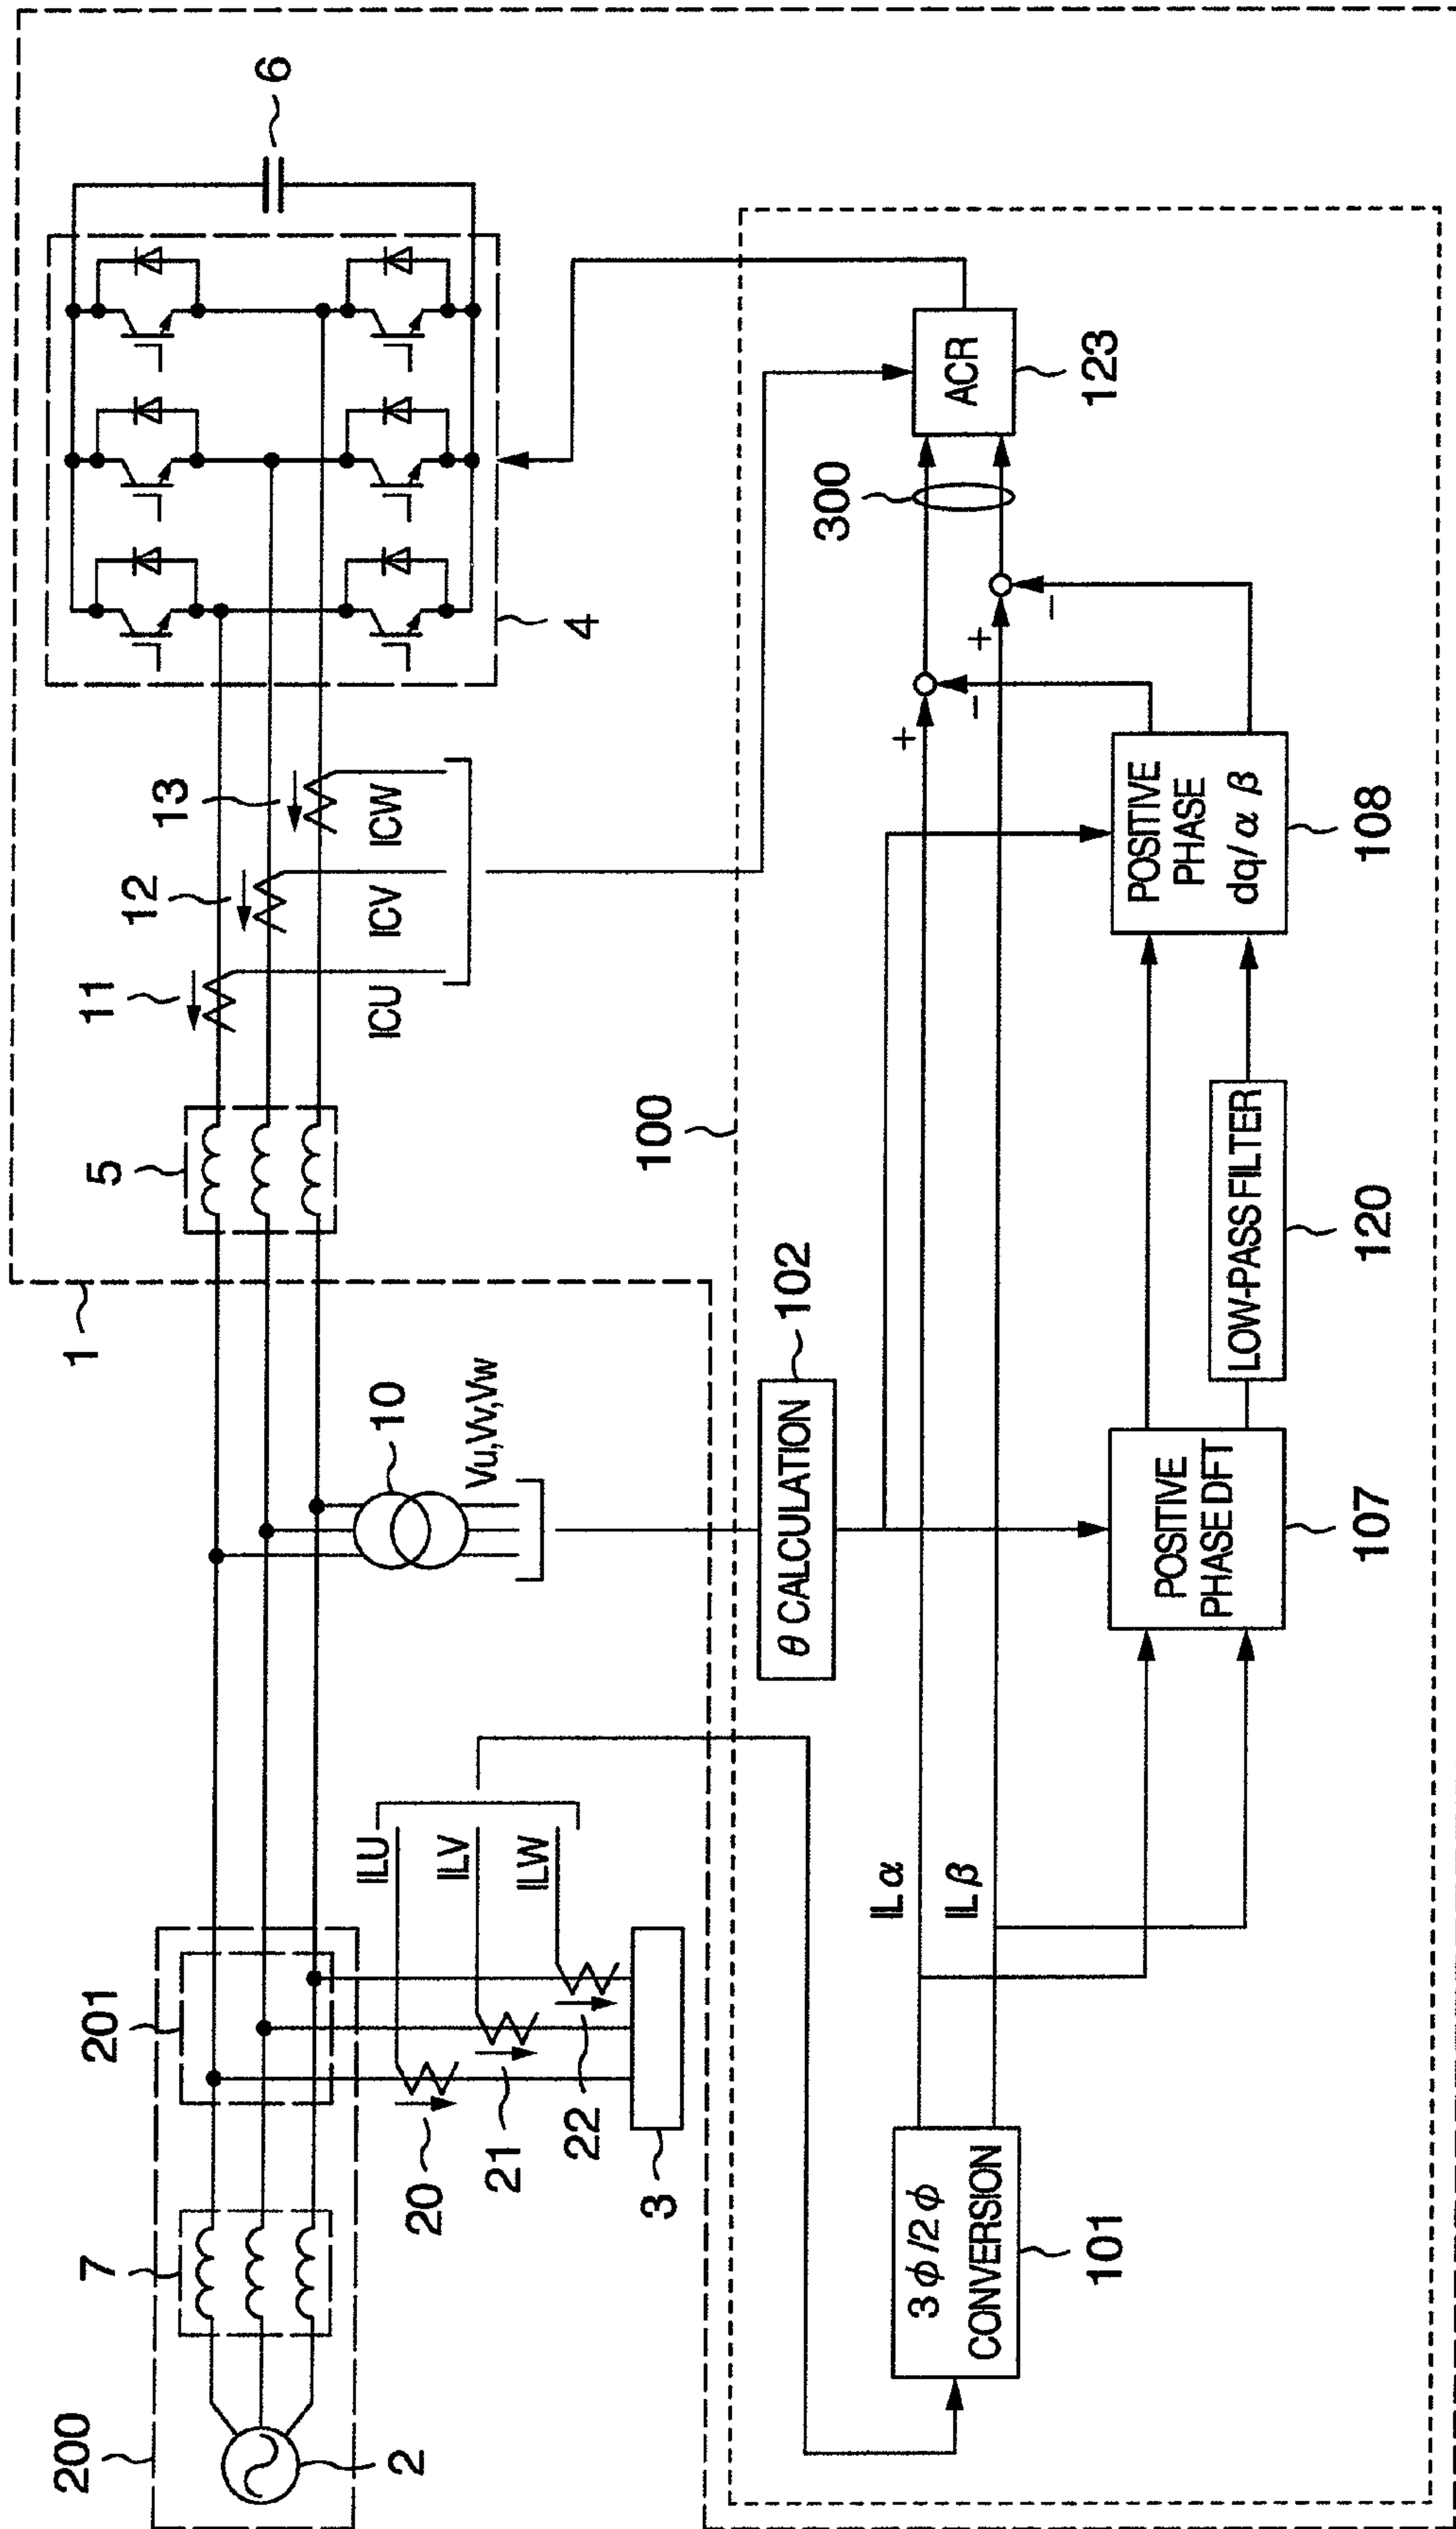 200
7
201
2
20
21
22
3
ILU
ILV
ILW
1
10
Vu,Vv,Vw
5
11
12
13
ICU
ICV
ICW
4
6
100
101
3φ/2φ
CONVERSION
ILα
ILβ
102
θ CALCULATION
107
POSITIVE
PHASE DFT
120
LOW-PASS FILTER
108
POSITIVE
PHASE
dq/αβ
+
−
+
−
300
ACR
123